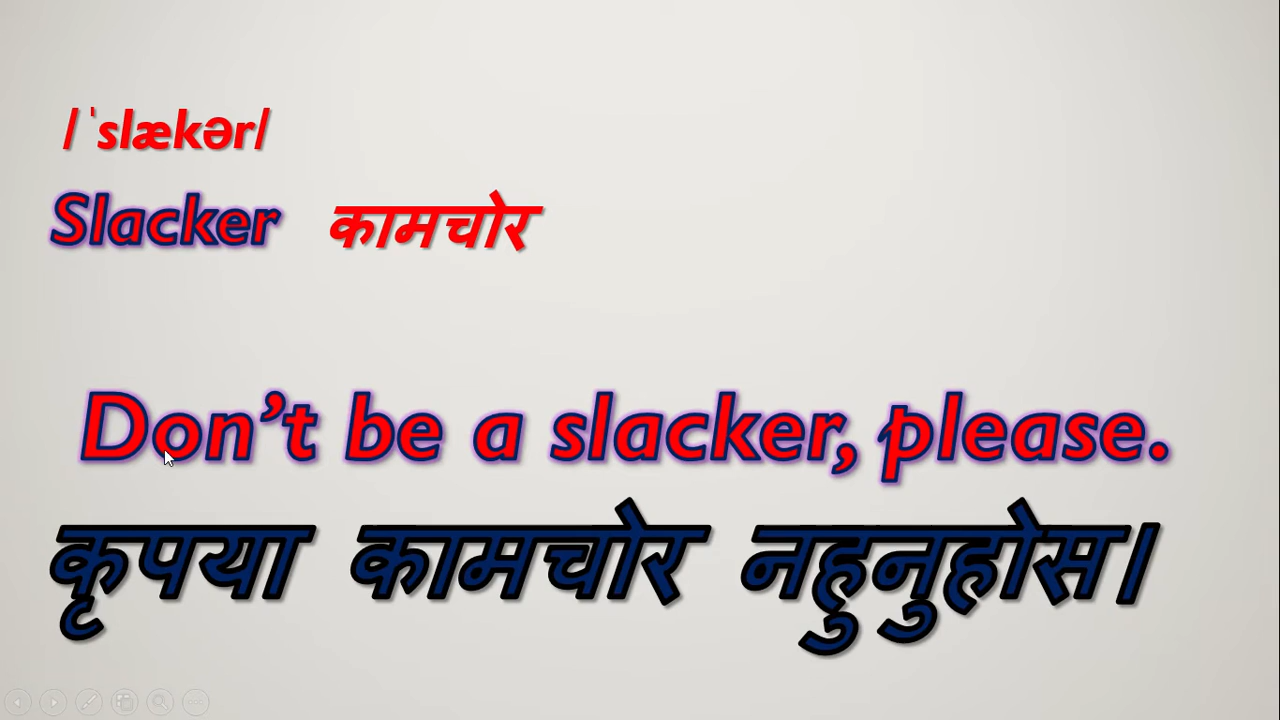 /ˈslækər/
Slacker कामचोर
Don’t be a slacker, please.
कृपया कामचोर नहुनुहोस।